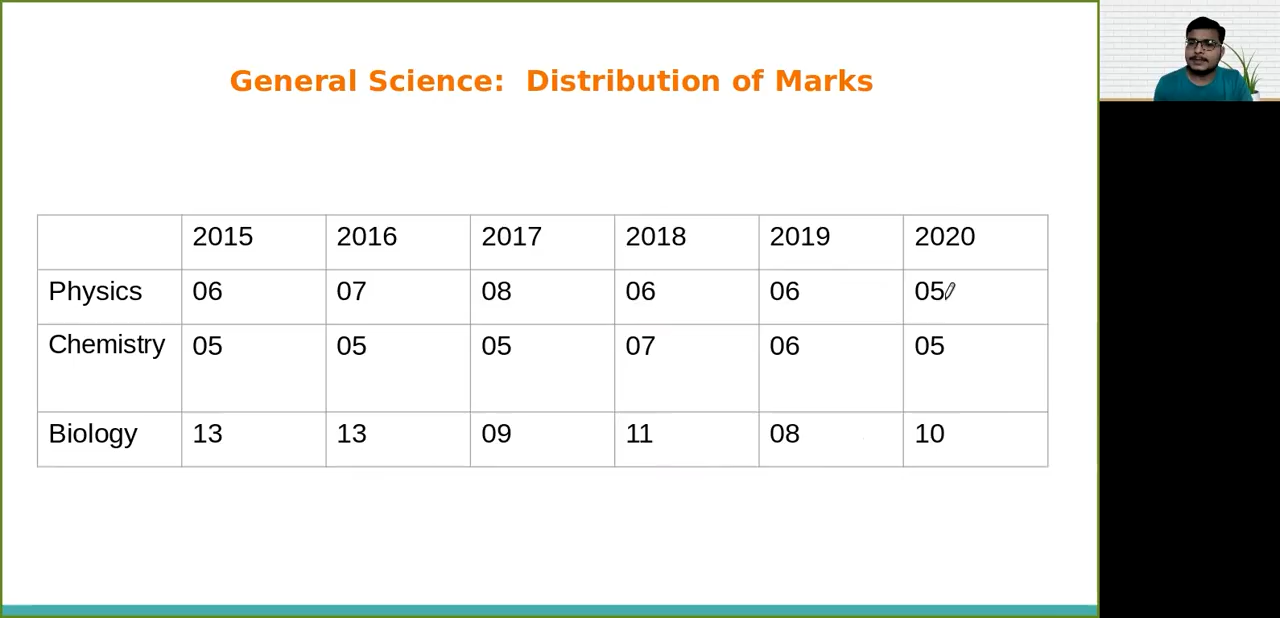 General Science: Distribution of Marks
2015 2016 2017 2018 2019 2020
Physics 06 07 08 06 06 05
Chemistry 05 05 05 07 06 05
Biology 13 13 09 11 08 10